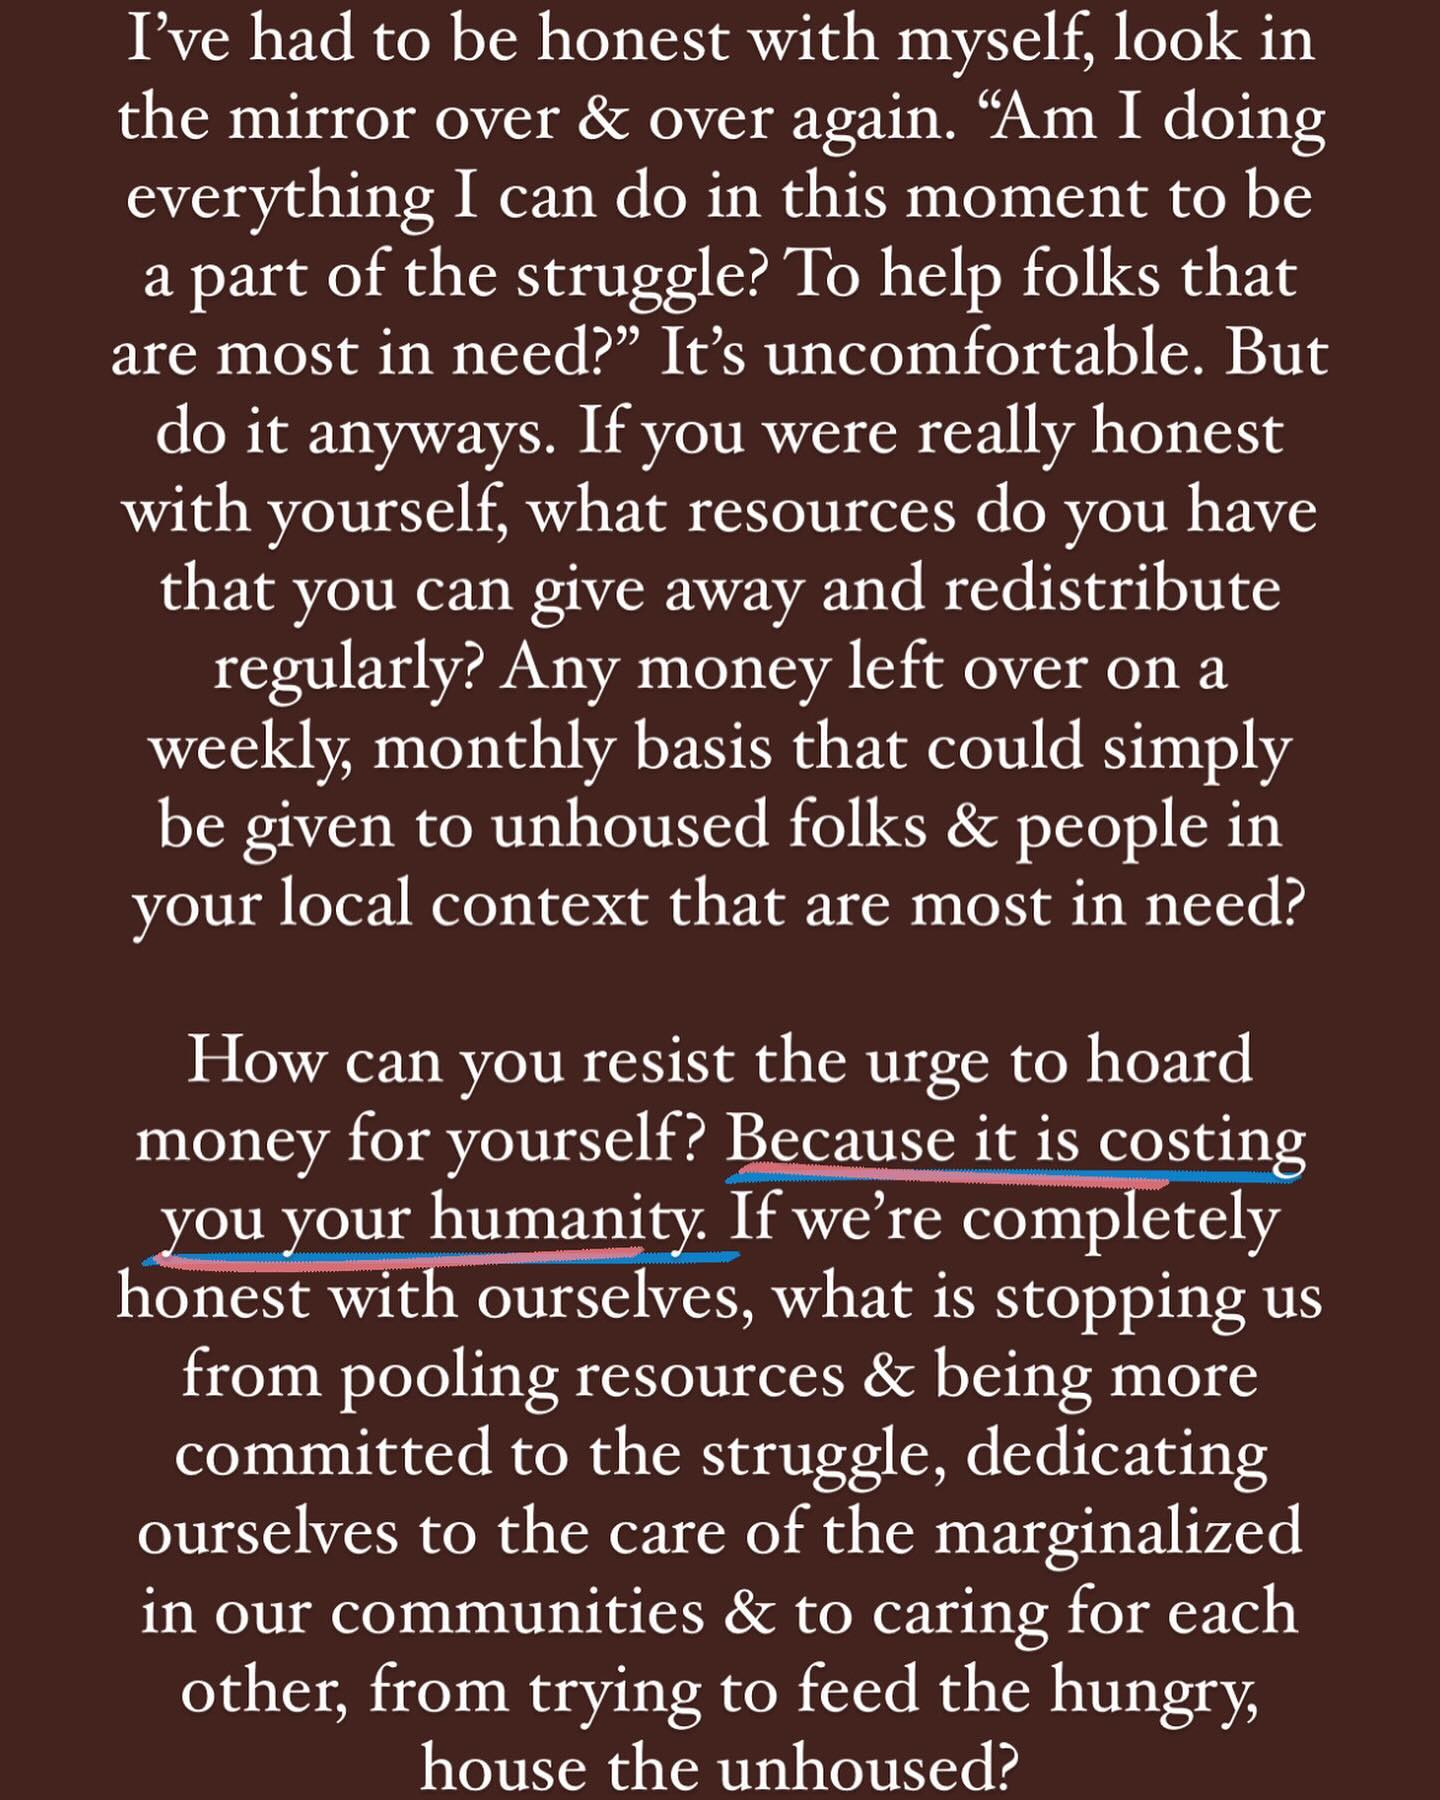 I’ve had to be honest with myself, look in
the mirror over & over again. “Am I doing
everything I can do in this moment to be
a part of the struggle? To help folks that
are most in need?” It’s uncomfortable. But
do it anyways. If you were really honest
with yourself, what resources do you have
that you can give away and redistribute
regularly? Any money left over on a
weekly, monthly basis that could simply
be given to unhoused folks & people in
your local context that are most in need?
How can you resist the urge to hoard
money for yourself? Because it is costing
you your humanity. If we’re completely
honest with ourselves, what is stopping us
from pooling resources & being more
committed to the struggle, dedicating
ourselves to the care of the marginalized
in our communities & to caring for each
other, from trying to feed the hungry,
house the unhoused?